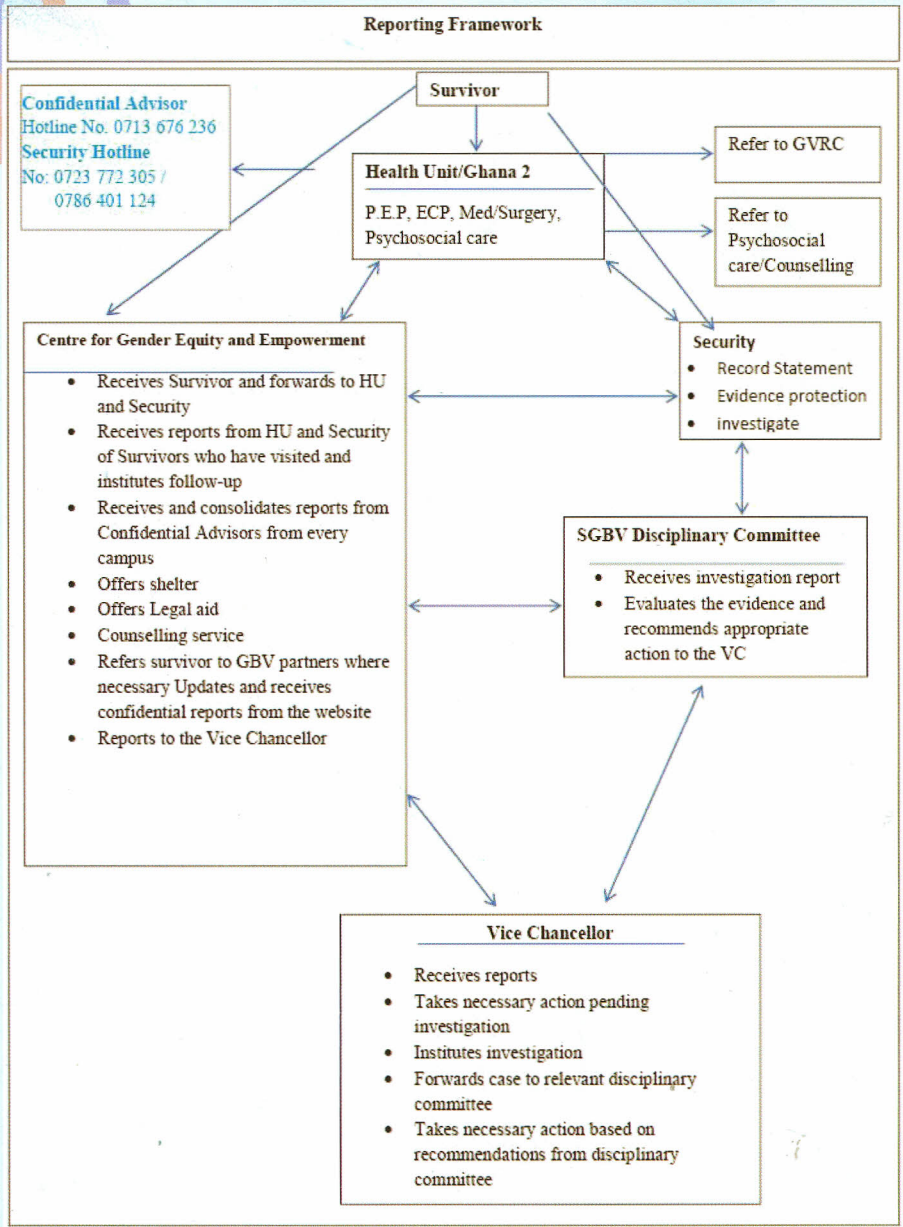 Reporting Framework
Survivor
Confidential Advisor
Hotline No. 0713 676 236
Security Hotline
No: 0723 772 305 /
0786 401 124
Health Unit/Ghana 2
P.E.P, ECP, Med/Surgery,
Psychosocial care
Refer to GVRC
Refer to
Psychosocial
care/Counselling
Centre for Gender Equity and Empowerment
• Receives Survivor and forwards to HU
and Security
• Receives reports from HU and Security
of Survivors who have visited and
institutes follow-up
• Receives and consolidates reports from
Confidential Advisors from every
campus
• Offers shelter
• Offers Legal aid
• Counselling service
• Refers survivor to GBV partners where
necessary Updates and receives
confidential reports from the website
• Reports to the Vice Chancellor
Security
• Record Statement
• Evidence protection
• investigate
SGBV Disciplinary Committee
• Receives investigation report
• Evaluates the evidence and
recommends appropriate
action to the VC
Vice Chancellor
• Receives reports
• Takes necessary action pending
investigation
• Institutes investigation
• Forwards case to relevant disciplinary
committee
• Takes necessary action based on
recommendations from disciplinary
committee